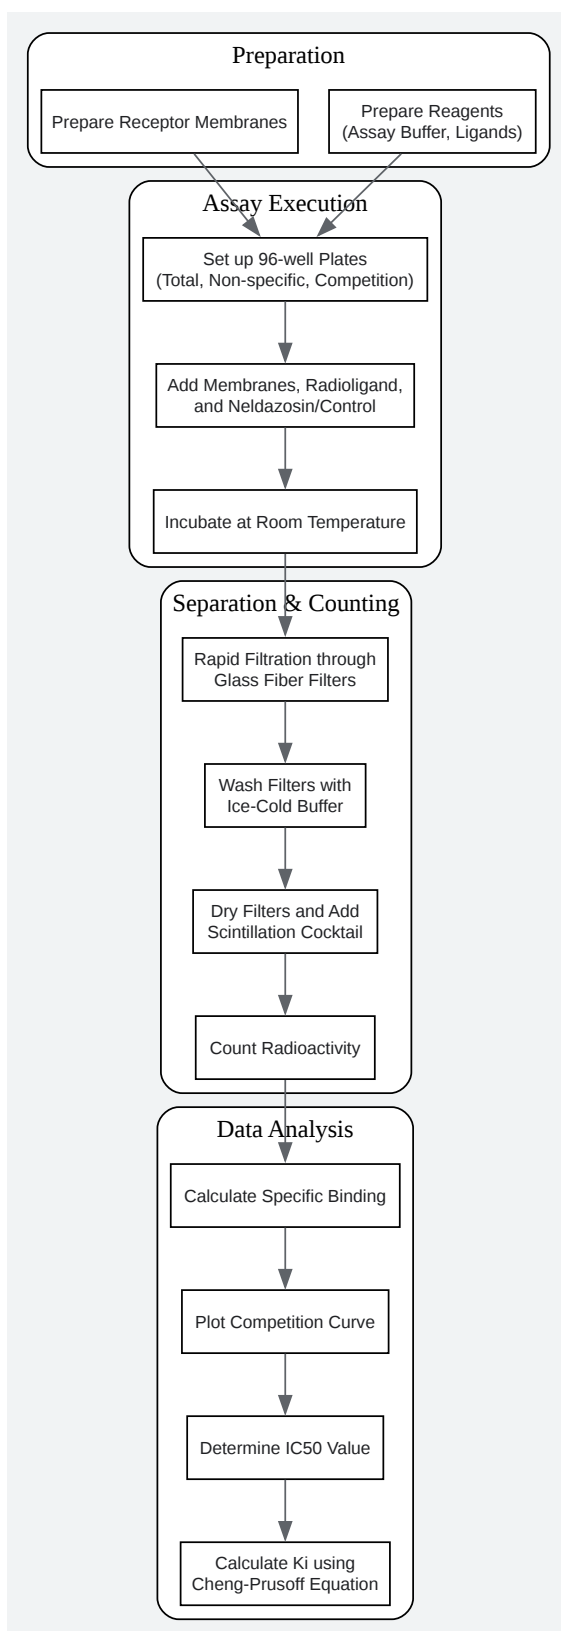 Preparation
Prepare Receptor Membranes
Prepare Reagents
(Assay Buffer, Ligands)
Assay Execution
Set up 96-well Plates
(Total, Non-specific, Competition)
Add Membranes, Radioligand,
and Neldazosin/Control
Incubate at Room Temperature
Separation & Counting
Rapid Filtration through
Glass Fiber Filters
Wash Filters with
Ice-Cold Buffer
Dry Filters and Add
Scintillation Cocktail
Count Radioactivity
Data Analysis
Calculate Specific Binding
Plot Competition Curve
Determine IC50 Value
Calculate Ki using
Cheng-Prusoff Equation